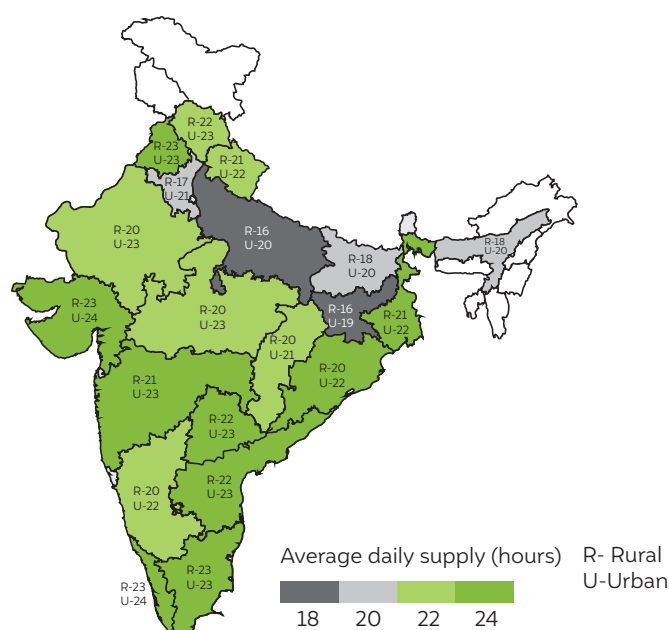 R-22
U-23
R-23
U-23
R-21
U-22
R-17
U-21
R-20
U-23
R-16
U-20
R-18
U-20
R-18
U-20
R-23
U-24
R-20
U-23
R-16
U-19
R-21
U-22
R-20
U-21
R-20
U-22
R-21
U-23
R-22
U-23
R-22
U-23
R-20
U-22
R-23
U-24
R-23
U-23
Average daily supply (hours)
18 20 22 24
R- Rural
U-Urban